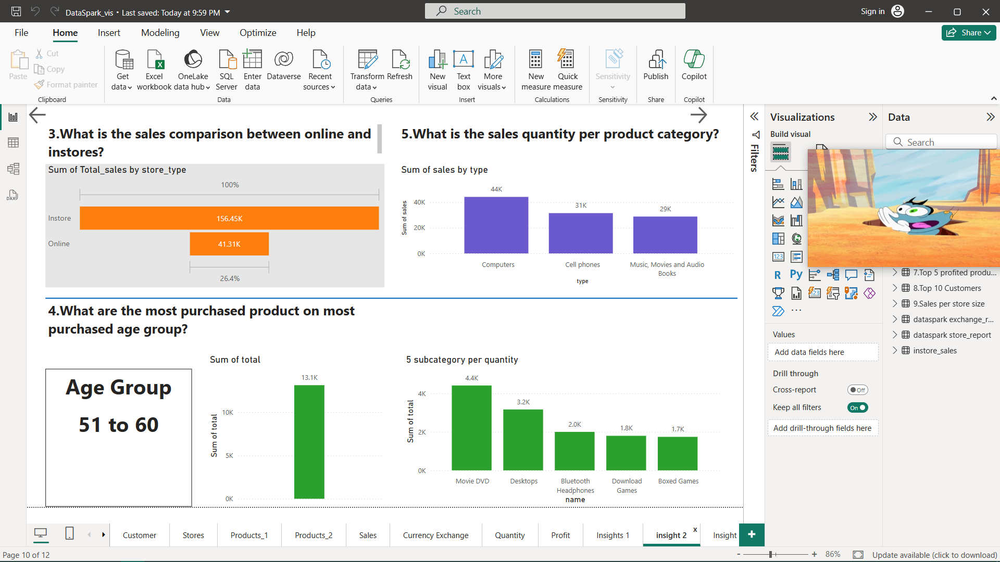 DataSpark_vis • Last saved: Today at 9:59 PM
Search
Sign in
File
Home
Insert
Modeling
View
Optimize
Help
Share
Paste
Cut
Copy
Format painter
Clipboard
Get data
Excel workbook
OneLake data hub
SQL Server
Enter data
Dataverse
Recent sources
Data
Transform data
Refresh
Queries
New visual
Text box
More visuals
Insert
New measure
Quick measure
Calculations
Sensitivity
Sensitivity
Publish
Share
Copilot
Copilot
3.What is the sales comparison between online and
instores?
Sum of Total_sales by store_type
100%
Instore
156.45K
Online
41.31K
26.4%
5.What is the sales quantity per product category?
Sum of sales by type
Sum of sales
40K
20K
0K
44K
31K
29K
Computers
Cell phones
Music, Movies and Audio
Books
type
4.What are the most purchased product on most
purchased age group?
Age Group
51 to 60
Sum of total
Sum of total
13.1K
10K
5K
0K
5 subcategory per quantity
Sum of total
4K
2K
0K
4.4K
3.2K
2.0K
1.8K
1.7K
Movie DVD
Desktops
Bluetooth
Headphones
Download
Games
Boxed Games
name
Filters
Visualizations
Build visual
123
R
Py
123
Values
Add data fields here
Drill through
Cross-report
Off
Keep all filters
On
Add drill-through fields here
Data
Search
7.Top 5 profited produ...
8.Top 10 Customers
9.Sales per store size
dataspark exchange_r...
dataspark store_report
instore_sales
DAX
Customer
Stores
Products_1
Products_2
Sales
Currency Exchange
Quantity
Profit
Insights 1
insight 2
x
Insight
+
Page 10 of 12
-
+
86%
Update available (click to download)